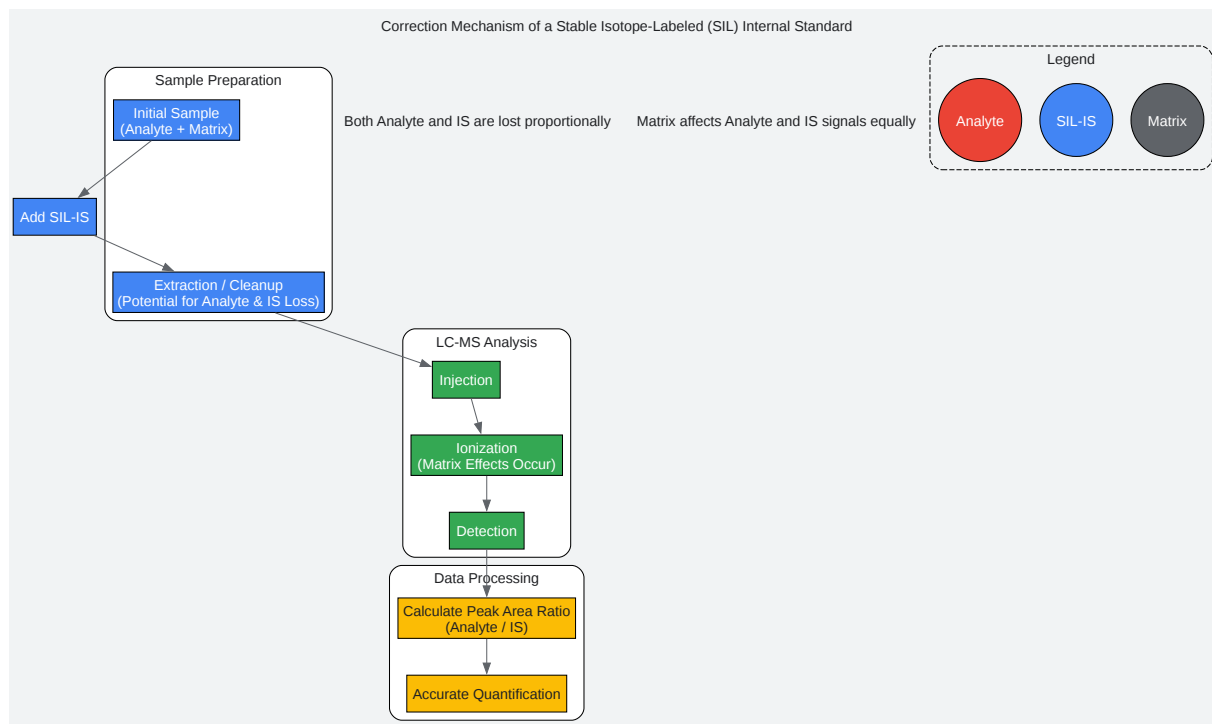 Correction Mechanism of a Stable Isotope-Labeled (SIL) Internal Standard
Sample Preparation
Initial Sample
(Analyte + Matrix)
Both Analyte and IS are lost proportionally
Matrix affects Analyte and IS signals equally
Legend
Analyte
SIL-IS
Matrix
Add SIL-IS
Extraction / Cleanup
(Potential for Analyte & IS Loss)
LC-MS Analysis
Injection
Ionization
(Matrix Effects Occur)
Detection
Data Processing
Calculate Peak Area Ratio
(Analyte / IS)
Accurate Quantification